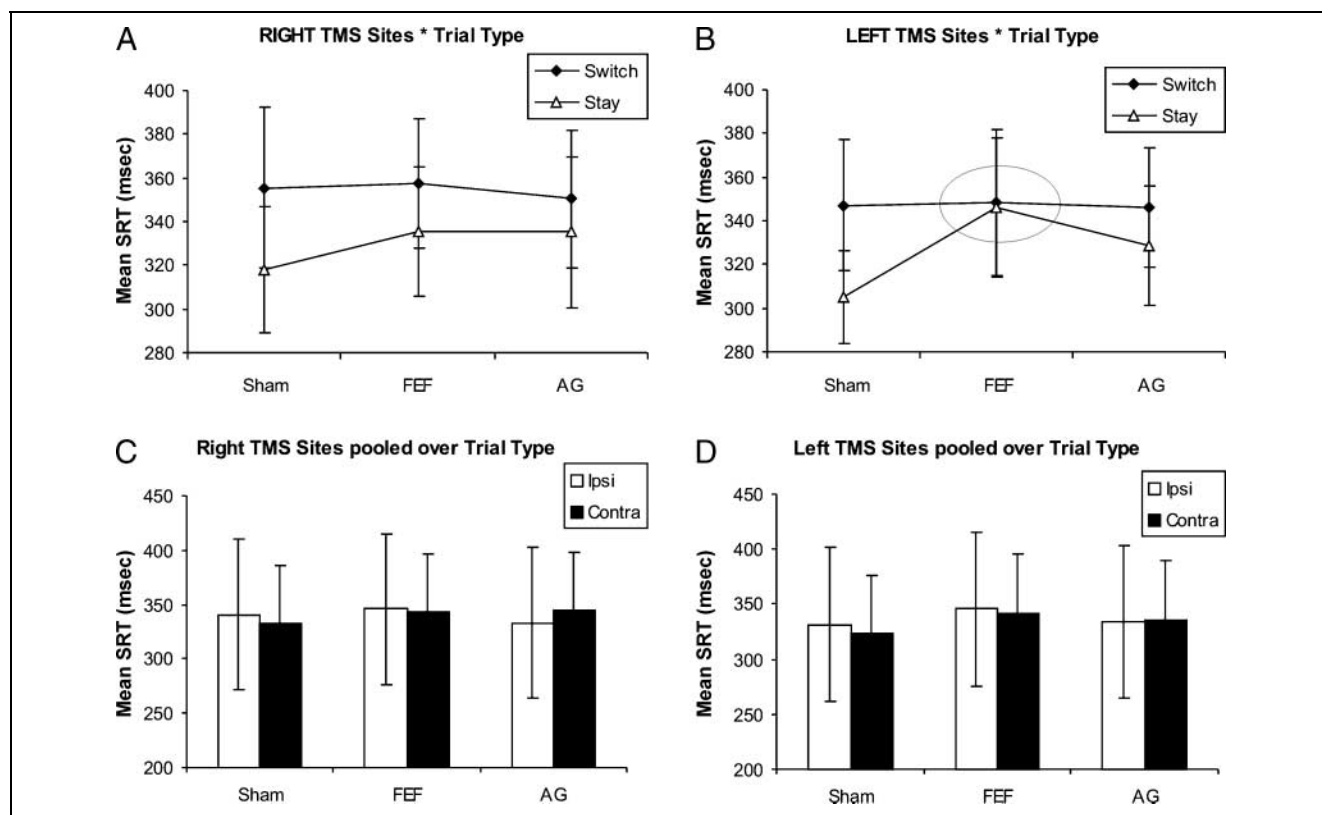 A
RIGHT TMS Sites * Trial Type
Switch
Stay
Mean SRT (msec)
400
380
360
340
320
300
280
Sham FEF AG
B
LEFT TMS Sites * Trial Type
Switch
Stay
Mean SRT (msec)
400
380
360
340
320
300
280
Sham FEF AG
C
Right TMS Sites pooled over Trial Type
Ipsi
Contra
Mean SRT (msec)
450
400
350
300
250
200
Sham FEF AG
D
Left TMS Sites pooled over Trial Type
Ipsi
Contra
Mean SRT (msec)
450
400
350
300
250
200
Sham FEF AG